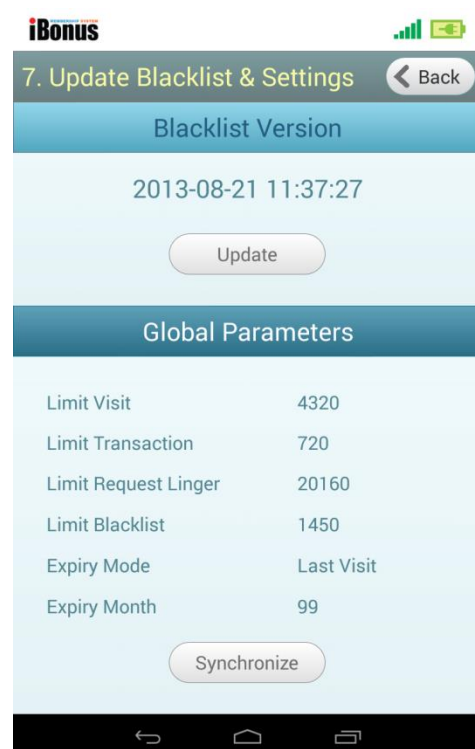 iBonus
7. Update Blacklist & Settings
Back
Blacklist Version
2013-08-21 11:37:27
Update
Global Parameters
Limit Visit 4320
Limit Transaction 720
Limit Request Linger 20160
Limit Blacklist 1450
Expiry Mode Last Visit
Expiry Month 99
Synchronize